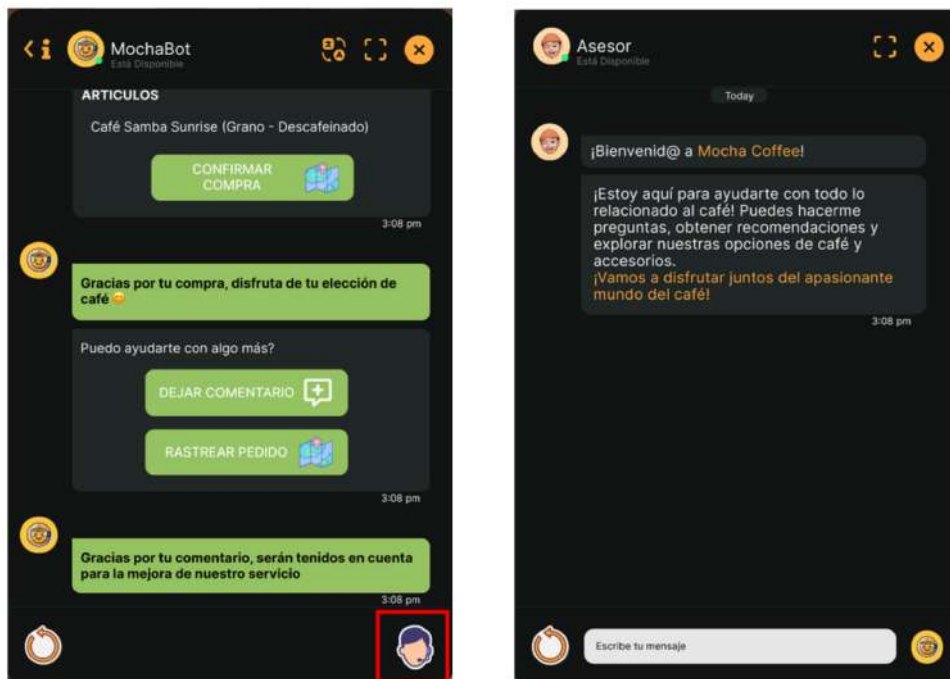 MochaBot
Está Disponible
ARTICULOS
Café Samba Sunrise (Grano - Descafeinado)
CONFIRMAR
COMPRA
3:08 pm
Gracias por tu compra, disfruta de tu elección de
café 😊
Puedo ayudarte con algo más?
DEJAR COMENTARIO
RASTREAR PEDIDO
3:08 pm
Gracias por tu comentario, serán tenidos en cuenta
para la mejora de nuestro servicio
3:08 pm
Asesor
Está Disponible
Today
¡Bienvenid@ a Mocha Coffee!
¡Estoy aquí para ayudarte con todo lo
relacionado al café! Puedes hacerme
preguntas, obtener recomendaciones y
explorar nuestras opciones de café y
accesorios.
¡Vamos a disfrutar juntos del apasionante
mundo del café!
3:08 pm
Escribe tu mensaje